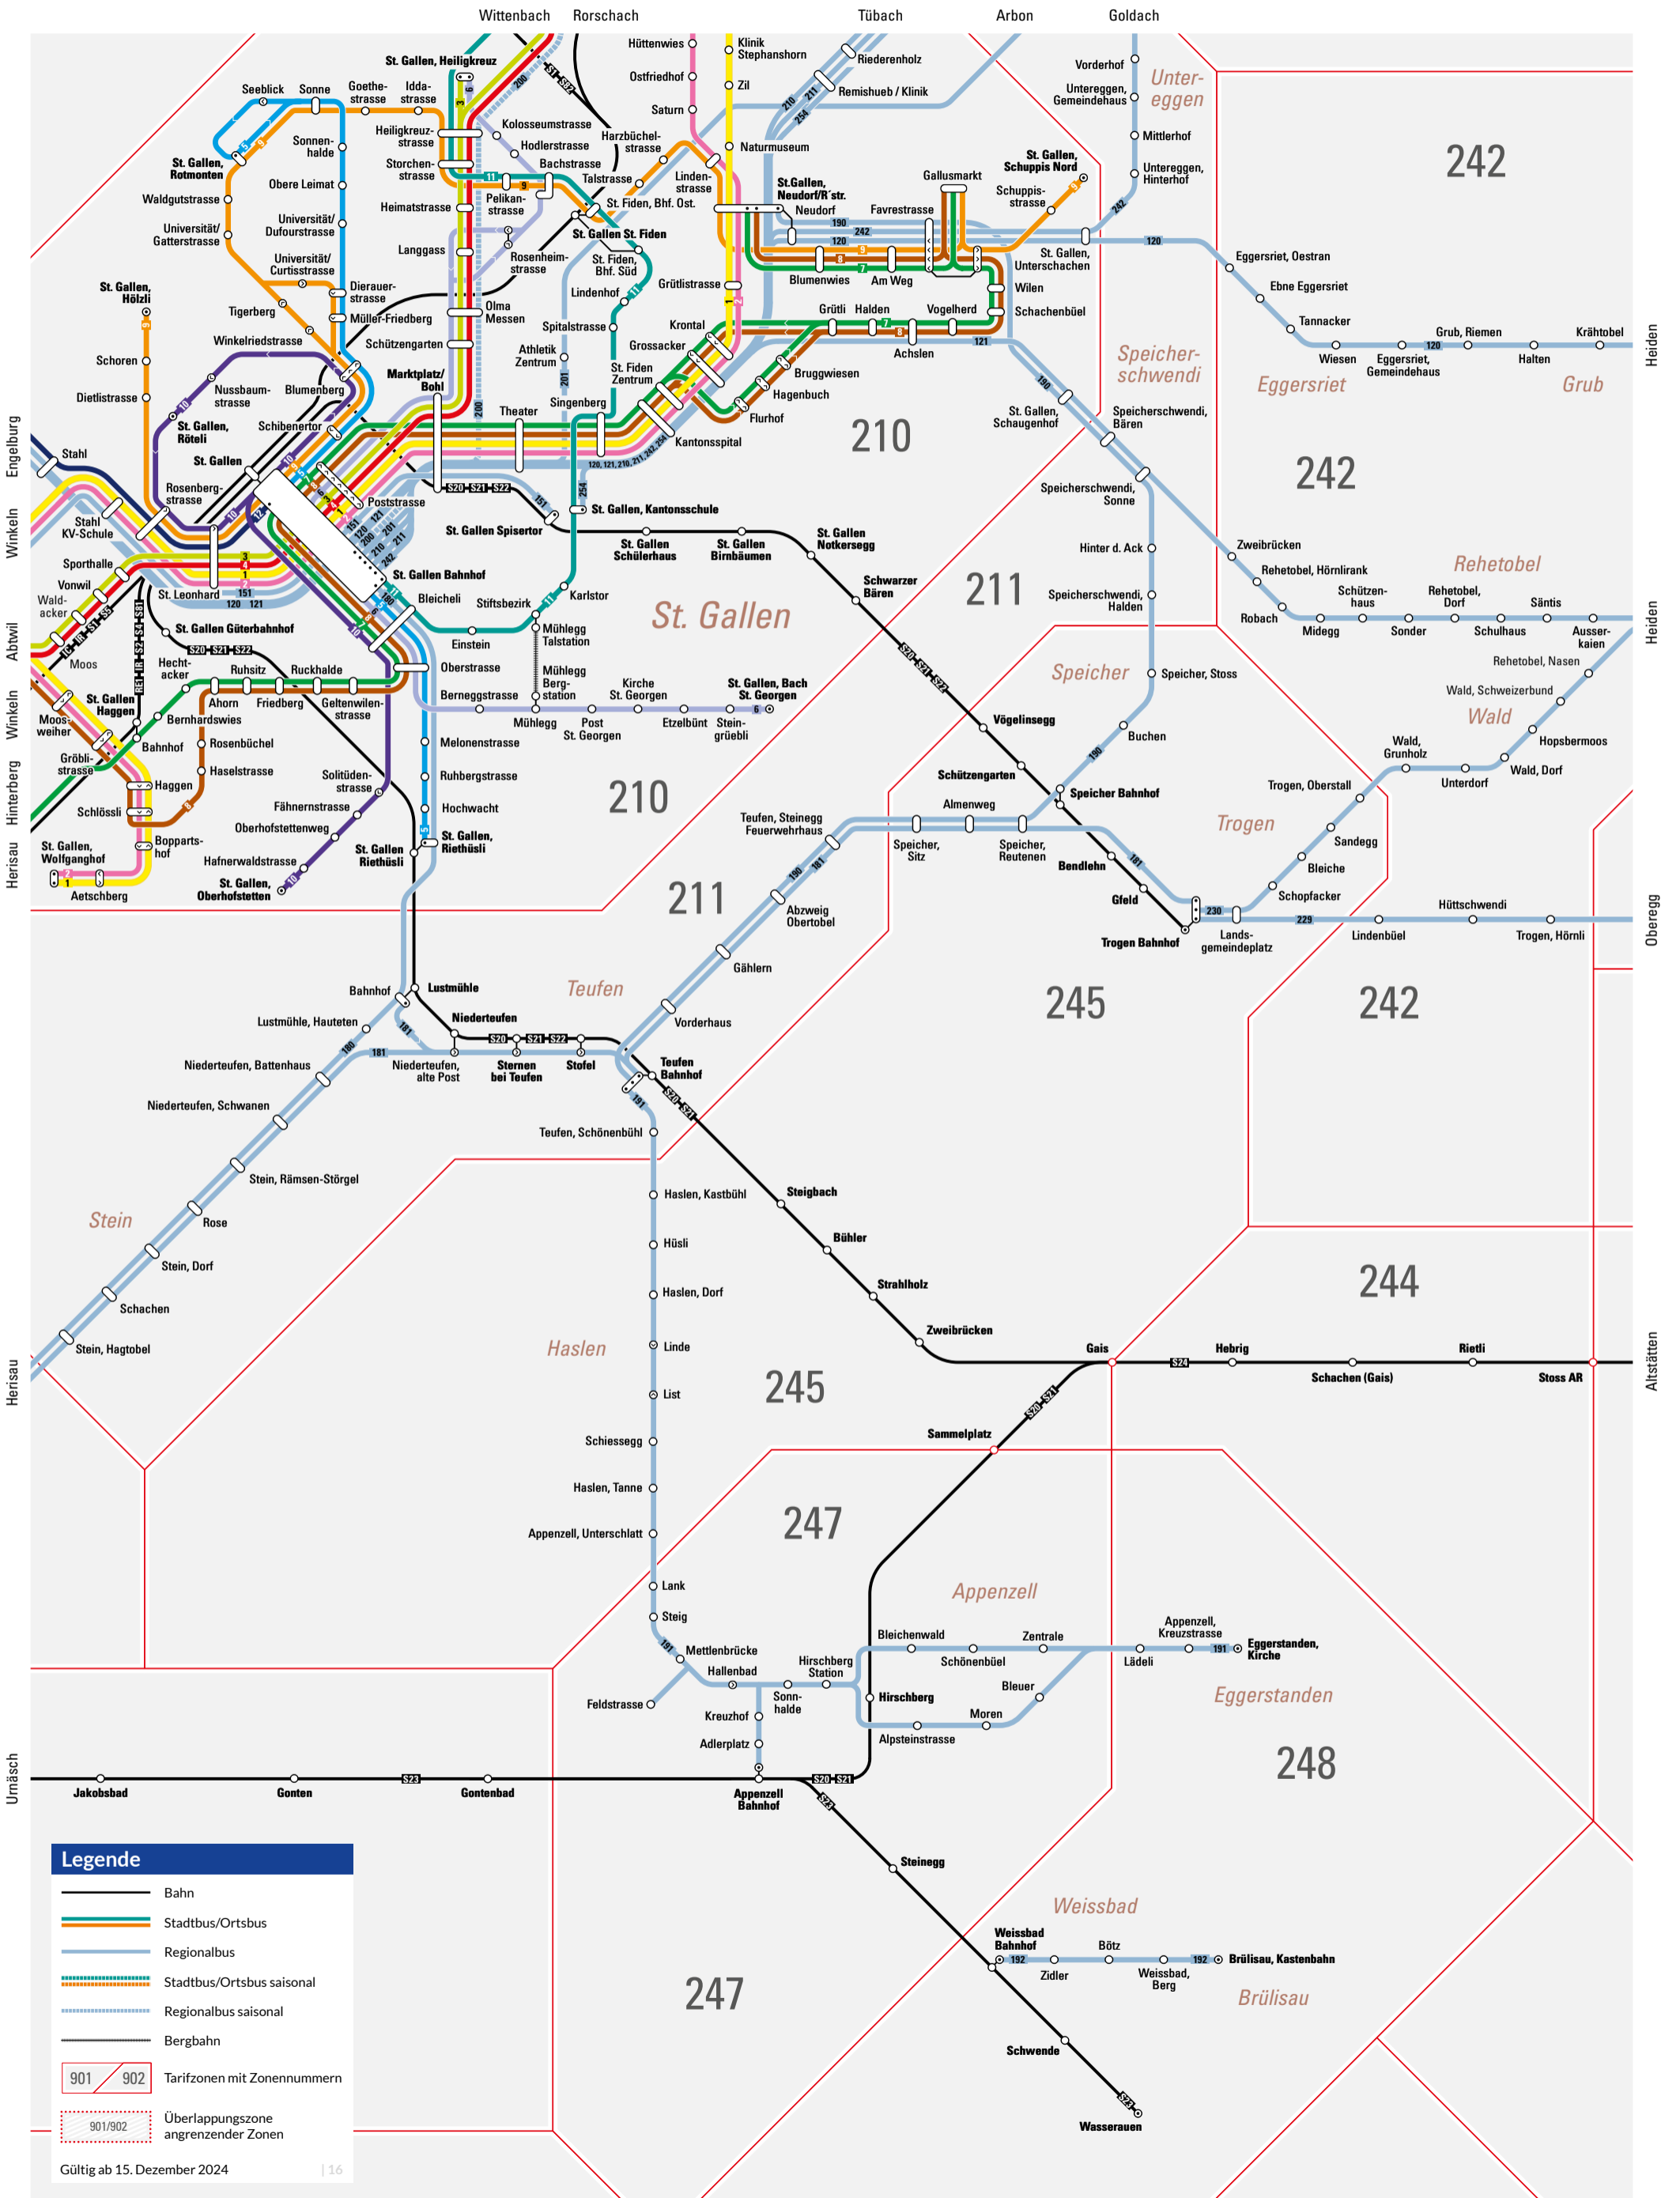 Wittenbach
Rorschach
Tübach
Arbon
Goldach
Engelburg
Winkeln
Abtwil
Winkeln
Hinterberg
Herisau
Herisau
Urnäsch
Heiden
Heiden
Oberegg
Altstätten
St. Gallen, Heiligkreuz
Seeblick
Sonne
Goethe-
strasse
Idda-
strasse
Heiligkreuz-
strasse
Storchen-
strasse
Heimatstrasse
Langgass
Kolosseumstrasse
Hodlerstrasse
Bachstrasse
Talstrasse
Harzbüchel-
strasse
Pelikan-
strasse
St. Fiden, Bhf. Ost.
St. Gallen St. Fiden
Rosenheim-
strasse
St. Fiden,
Bhf. Süd
Lindenhof
Spitalstrasse
Olma
Messen
Schützengarten
Marktplatz/
Bohl
Athletik
Zentrum
St. Fiden
Zentrum
Singenberg
Theater
Kantonsspital
Sonnen-
halde
Obere Leimat
Universität/
Dufourstrasse
Universität/
Curtisstrasse
St. Gallen,
Rotmonten
Waldgutstrasse
Universität/
Gatterstrasse
Tigerberg
Dierauer-
strasse
Müller-Friedberg
Winkelriedstrasse
Nussbaum-
strasse
Blumenberg
Schibenertor
St. Gallen,
Hölzli
Schoren
Dietlistrasse
St. Gallen,
Röteli
St. Gallen
Rosenberg-
strasse
Stahl
Stahl
KV-Schule
Sporthalle
Vonwil
Wald-
acker
Moos
St. Leonhard
Poststrasse
St. Gallen Bahnhof
Bleicheli
Einstein
Stiftsbezirk
Karlstor
Mühlegg
Talstation
Mühlegg
Berg-
station
Mühlegg
Oberstrasse
Berneggstrasse
Post
St. Georgen
Kirche
St. Georgen
Etzelbünt
Stein-
grüebli
St. Gallen, Bach
St. Georgen
Melonenstrasse
Ruhbergstrasse
Hochwacht
St. Gallen,
Riethüsli
St. Gallen
Riethüsli
Solitüden-
strasse
Fähnernstrasse
Oberhofstettenweg
Hafnerwaldstrasse
St. Gallen,
Oberhofstetten
St. Gallen Güterbahnhof
Hecht-
acker
Ruhsitz
Ruckhalde
Ahorn
Friedberg
Geltenwilen-
strasse
St. Gallen
Haggen
Bernhardswies
Bahnhof
Rosenbüchel
Haselstrasse
Moos-
weiher
Gröbli-
strasse
Haggen
Schlössli
Bopparts-
hof
St. Gallen,
Wolfganghof
Aetschberg
Hüttenwies
Ostfriedhof
Saturn
Klinik
Stephanshorn
Zil
Naturmuseum
Linden-
strasse
Riederenholz
Remishueb / Klinik
St.Gallen,
Neudorf/R´str.
Neudorf
Favrestrasse
Gallusmarkt
St. Gallen,
Schuppis Nord
Schuppis-
strasse
St. Gallen,
Unterschachen
Blumenwies
Am Weg
Wilen
Schachenbüel
Grütlistrasse
Krontal
Grossacker
Grütli
Halden
Vogelherd
Achslen
Bruggwiesen
Hagenbuch
Flurhof
Vorderhof
Untereggen,
Gemeindehaus
Mittlerhof
Untereggen,
Hinterhof
Unter-
eggen
Eggersriet, Oestran
Ebne Eggersriet
Tannacker
Wiesen
Eggersriet,
Gemeindehaus
Grub, Riemen
Halten
Krähtobel
Eggersriet
Grub
Speicher-
schwendi
St. Gallen,
Schaugenhof
Speicherschwendi,
Bären
Speicherschwendi,
Sonne
Hinter d. Ack
Speicherschwendi,
Halden
Speicher, Stoss
Buchen
Speicher
Zweibrücken
Rehetobel, Hörnlirank
Robach
Midegg
Schützen-
haus
Sonder
Rehetobel,
Dorf
Schulhaus
Säntis
Ausser-
kaien
Rehetobel
Rehetobel, Nasen
Wald, Schweizerbund
Wald
Hopsbermoos
Wald, Dorf
Unterdorf
Wald,
Grunholz
Trogen, Oberstall
Sandegg
Bleiche
Schopfacker
Trogen
St. Gallen, Kantonsschule
St. Gallen Spisertor
St. Gallen
Schülerhaus
St. Gallen
Birnbäumen
St. Gallen
Notkersegg
Schwarzer
Bären
Vögelinsegg
Schützengarten
Speicher Bahnhof
Bendlehn
Gfeld
Trogen Bahnhof
Lands-
gemeindeplatz
Lindenbüel
Hüttschwendi
Trogen, Hörnli
Teufen, Steinegg
Feuerwehrhaus
Speicher,
Sitz
Almenweg
Speicher,
Reutenen
Abzweig
Obertobel
Gählern
Vorderhaus
St. Gallen
Teufen
Bahnhof
Lustmühle
Lustmühle, Hauteten
Niederteufen
Niederteufen, Battenhaus
Niederteufen,
alte Post
Sternen
bei Teufen
Stofel
Teufen
Bahnhof
Teufen, Schönenbühl
Niederteufen, Schwanen
Stein, Rämsen-Störgel
Rose
Stein
Stein, Dorf
Schachen
Stein, Hagtobel
Haslen, Kastbühl
Hüsli
Haslen, Dorf
Linde
List
Haslen
Schiessegg
Haslen, Tanne
Appenzell, Unterschlatt
Lank
Steig
Steigbach
Bühler
Strahlholz
Zweibrücken
Gais
Hebrig
Schachen (Gais)
Rietli
Stoss AR
Sammelplatz
Appenzell
Mettlenbrücke
Feldstrasse
Hallenbad
Sonn-
halde
Hirschberg
Station
Kreuzhof
Adlerplatz
Appenzell
Bahnhof
Hirschberg
Bleichenwald
Schönenbüel
Zentrale
Bleuer
Moren
Alpsteinstrasse
Lädeli
Appenzell,
Kreuzstrasse
Eggerstanden,
Kirche
Eggerstanden
Jakobsbad
Gonten
Gontenbad
Steinegg
Weissbad
Weissbad
Bahnhof
Zidler
Bötz
Weissbad,
Berg
Brülisau, Kastenbahn
Brülisau
Schwende
Wasserauen
242
242
210
211
210
211
245
242
244
245
247
248
247
Legende
Bahn
Stadtbus/Ortsbus
Regionalbus
Stadtbus/Ortsbus saisonal
Regionalbus saisonal
Bergbahn
901 902 Tarifzonen mit Zonennummern
901/902 Überlappungszone
angrenzender Zonen
Gültig ab 15. Dezember 2024 | 16